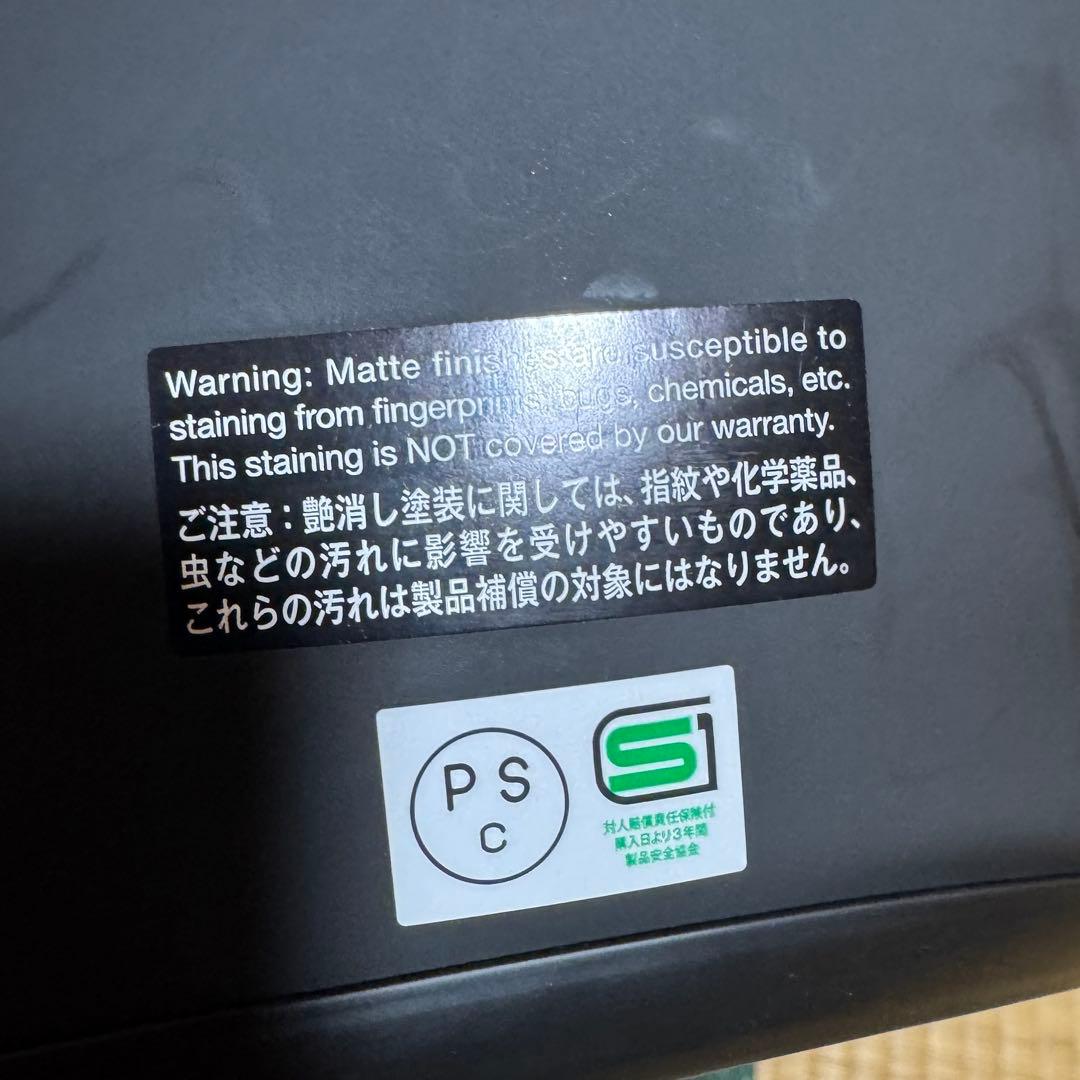 Warning: Matte finishes are susceptible to
staining from fingerprints, bugs, chemicals, etc.
This staining is NOT covered by our warranty.
ご注意：艶消し塗装に関しては、指紋や化学薬品、
虫などの汚れに影響を受けやすいものであり、
これらの汚れは製品補償の対象にはなりません。
PS
C
SG
対人賠償責任保険付
購入日より3年間
製品安全協会